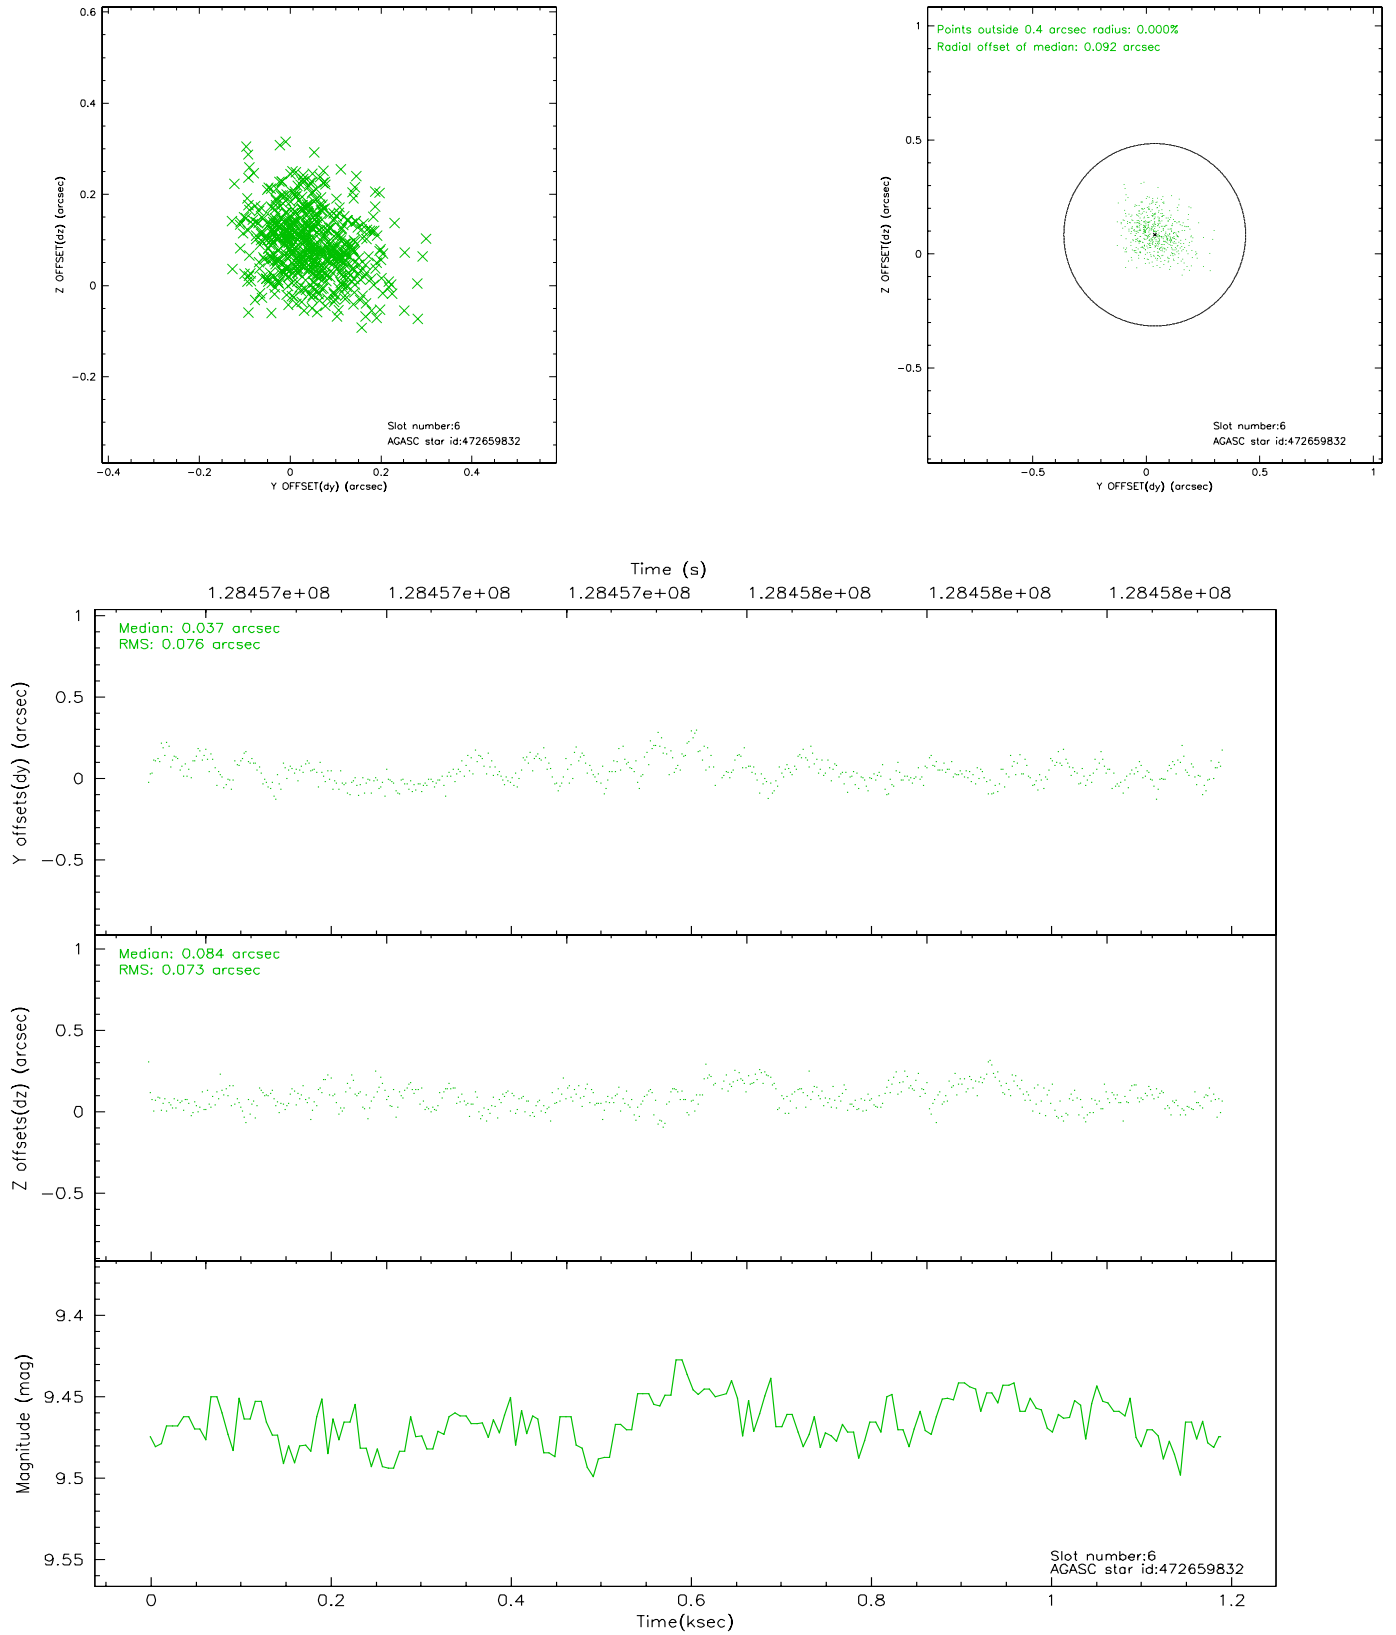 0.6
0.4
0.2
0
−0.2
Z OFFSET(dz) (arcsec)
Slot number:6
AGASC star id:472659832
−0.4 −0.2 0 0.2 0.4
Y OFFSET(dy) (arcsec)
Points outside 0.4 arcsec radius: 0.000%
Radial offset of median: 0.092 arcsec
1
0.5
0
−0.5
Z OFFSET(dz) (arcsec)
Slot number:6
AGASC star id:472659832
−0.5 0 0.5 1
Y OFFSET(dy) (arcsec)
Time (s)
1.28457e+08 1.28457e+08 1.28457e+08 1.28458e+08 1.28458e+08 1.28458e+08
Median: 0.037 arcsec
RMS: 0.076 arcsec
1
0.5
0
−0.5
Y offsets(dy) (arcsec)
Median: 0.084 arcsec
RMS: 0.073 arcsec
1
0.5
0
−0.5
Z offsets(dz) (arcsec)
9.4
9.45
9.5
9.55
Magnitude (mag)
Slot number:6
AGASC star id:472659832
0 0.2 0.4 0.6 0.8 1 1.2
Time(ksec)